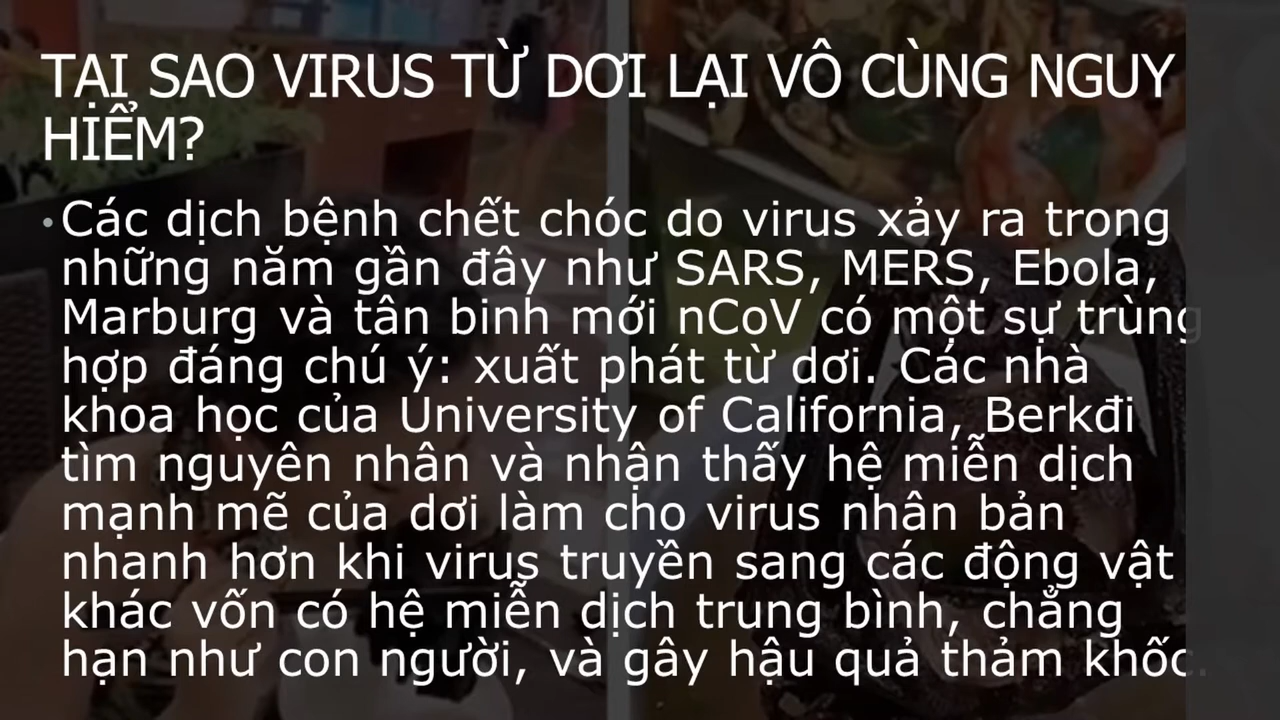 TẠI SAO VIRUS TỪ DƠI LẠI VÔ CÙNG NGUY
HIỂM?
• Các dịch bệnh chết chóc do virus xảy ra trong
những năm gần đây như SARS, MERS, Ebola,
Marburg và tân binh mới nCoV có một sự trùng
hợp đáng chú ý: xuất phát từ dơi. Các nhà
khoa học của University of California, Berkđi
tìm nguyên nhân và nhận thấy hệ miễn dịch
mạnh mẽ của dơi làm cho virus nhân bản
nhanh hơn khi virus truyền sang các động vật
khác vốn có hệ miễn dịch trung bình, chẳng
hạn như con người, và gây hậu quả thảm khốc.